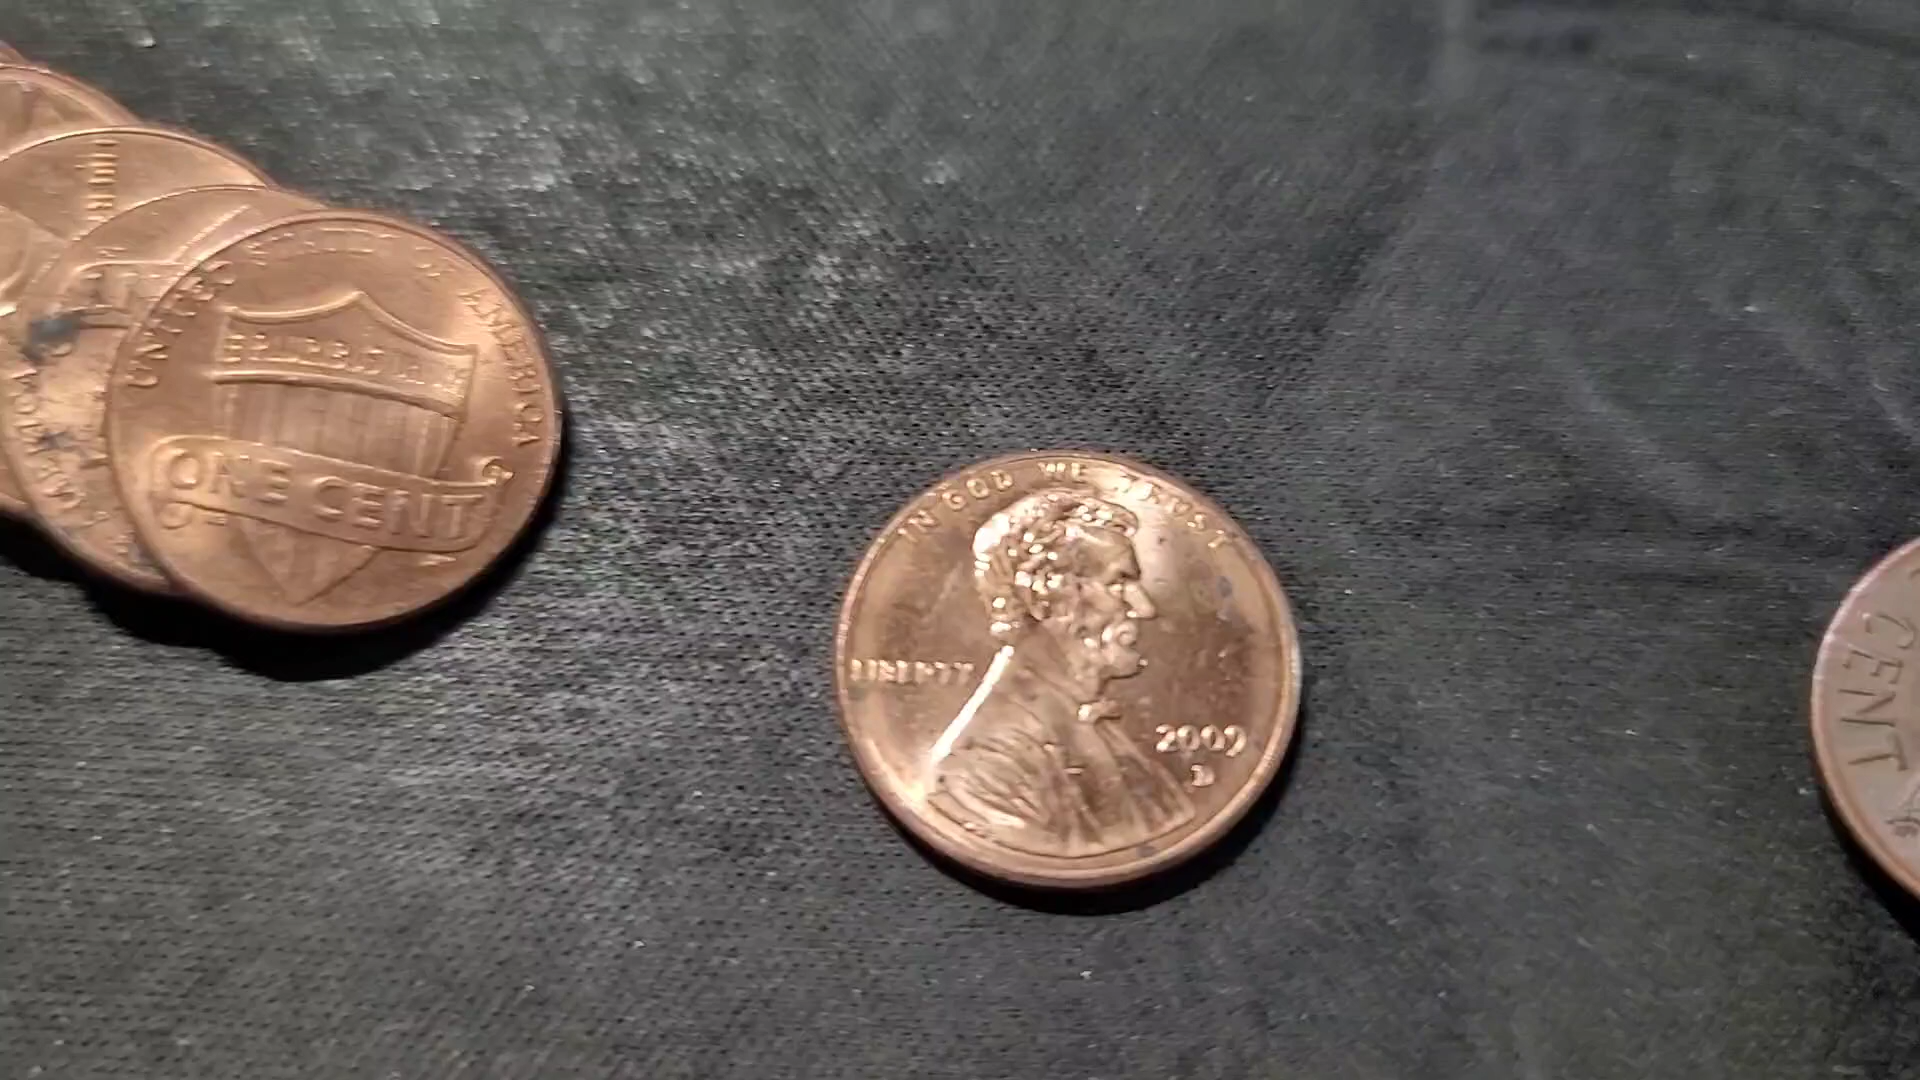 UNITED STATES OF AMERICA
E PLURIBUS UNUM
ONE CENT
IN GOD WE TRUST
LIBERTY
2009
D
CENT